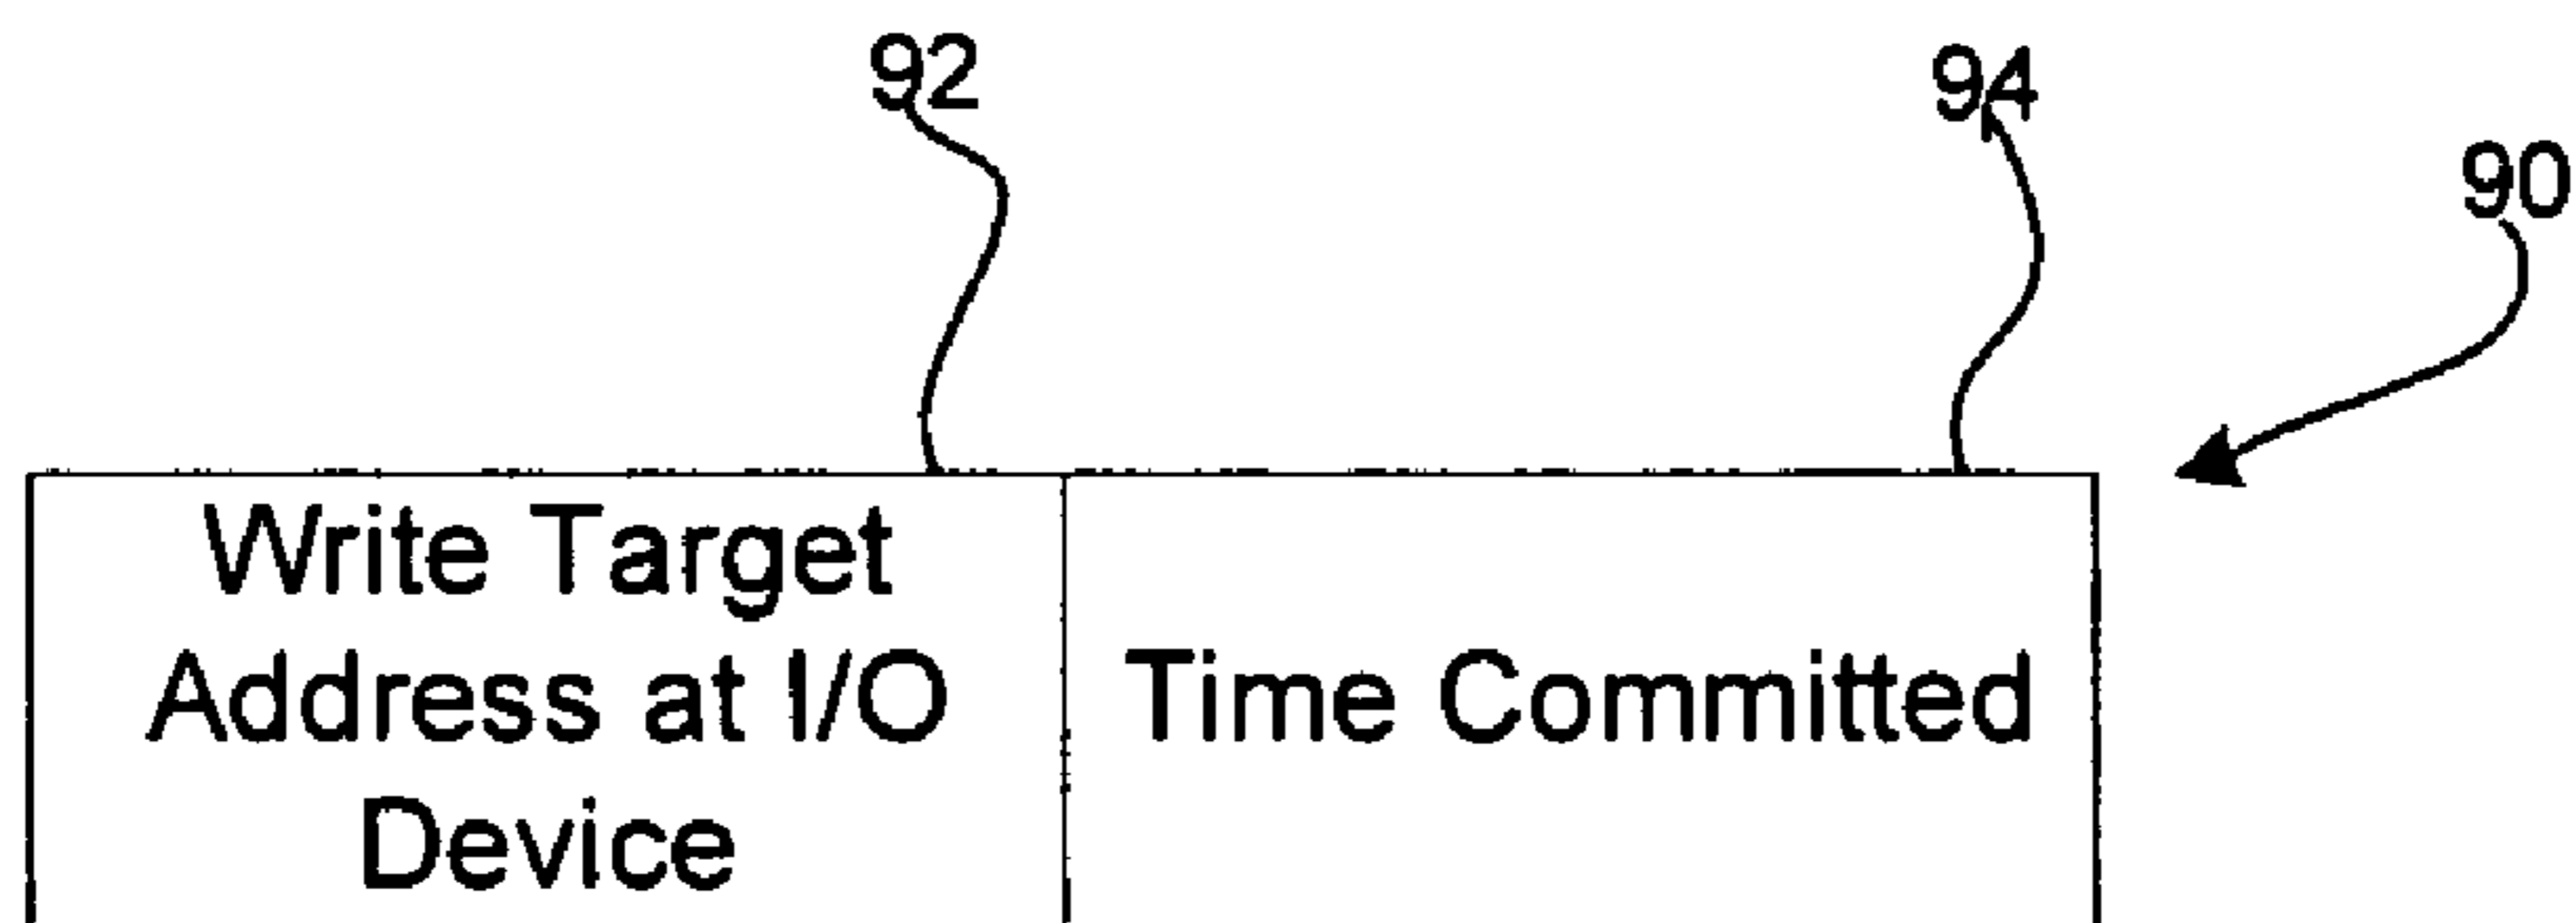 92
94
90
Write Target
Address at I/O
Device
Time Committed